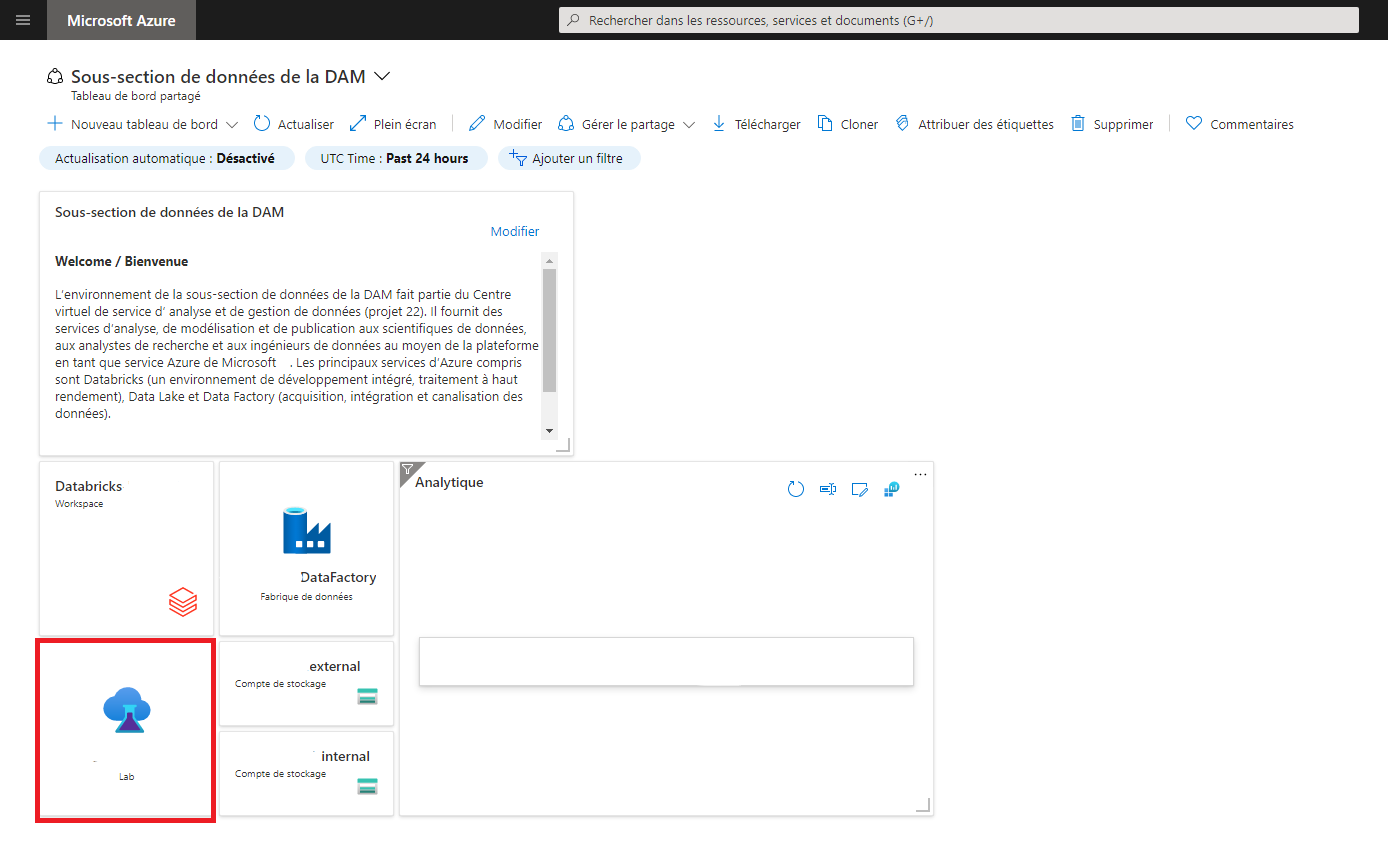 Microsoft Azure
Rechercher dans les ressources, services et documents (G+/)
Sous-section de données de la DAM
Tableau de bord partagé
Nouveau tableau de bord Actualiser Plein écran Modifier Gérer le partage Télécharger Cloner Attribuer des étiquettes Supprimer Commentaires
Actualisation automatique : Désactivé UTC Time : Past 24 hours Ajouter un filtre
Sous-section de données de la DAM
Modifier
Welcome / Bienvenue
L'environnement de la sous-section de données de la DAM fait partie du Centre
virtuel de service d' analyse et de gestion de données (projet 22). Il fournit des
services d'analyse, de modélisation et de publication aux scientifiques de données,
aux analystes de recherche et aux ingénieurs de données au moyen de la plateforme
en tant que service Azure de Microsoft . Les principaux services d'Azure compris
sont Databricks (un environnement de développement intégré, traitement à haut
rendement), Data Lake et Data Factory (acquisition, intégration et canalisation des
données).
Databricks
Workspace
DataFactory
Fabrique de données
Analytique
Lab
external
Compte de stockage
internal
Compte de stockage